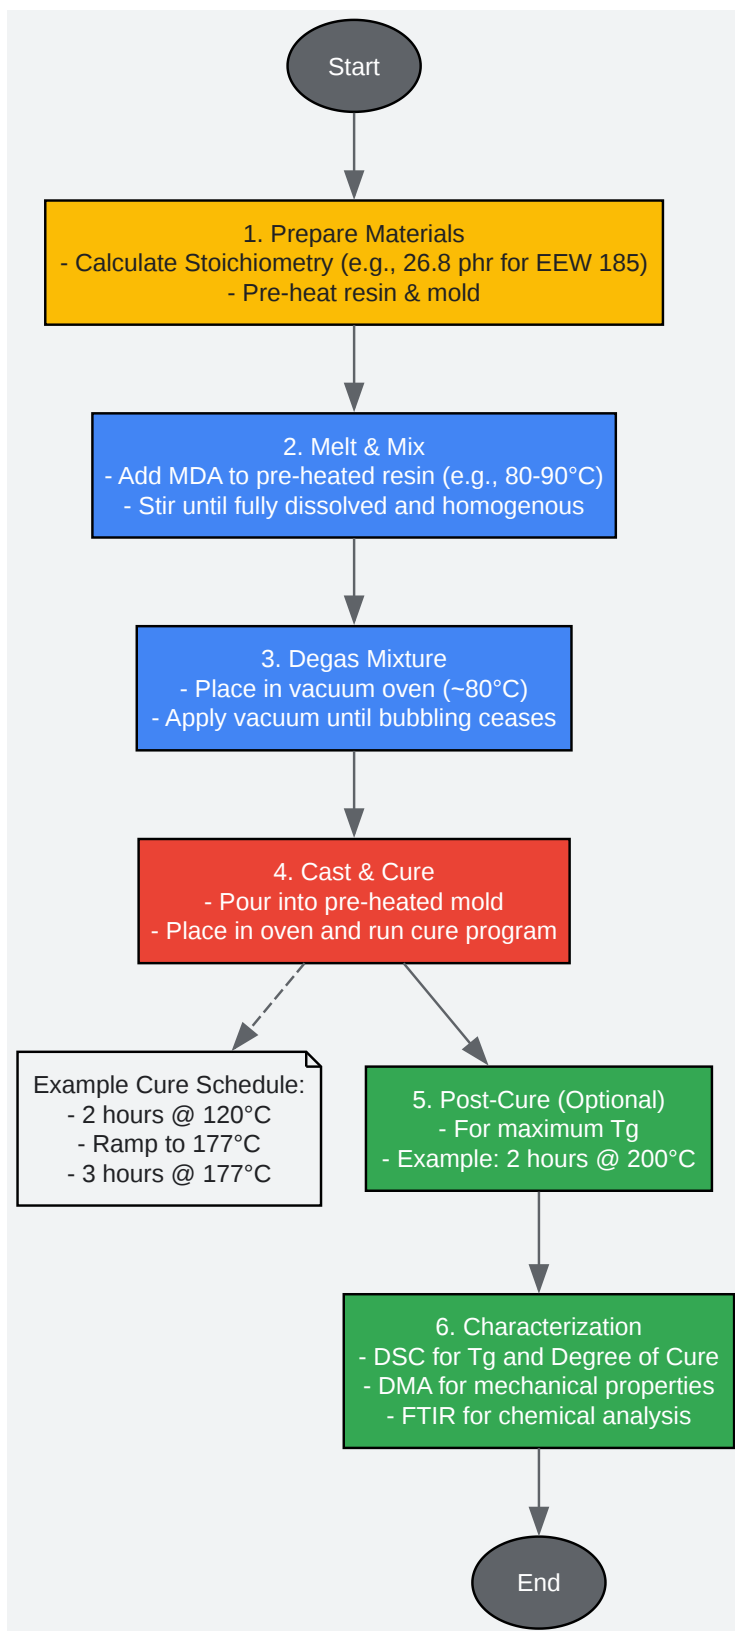 Start
1. Prepare Materials
- Calculate Stoichiometry (e.g., 26.8 phr for EEW 185)
- Pre-heat resin & mold
2. Melt & Mix
- Add MDA to pre-heated resin (e.g., 80-90°C)
- Stir until fully dissolved and homogenous
3. Degas Mixture
- Place in vacuum oven (~80°C)
- Apply vacuum until bubbling ceases
4. Cast & Cure
- Pour into pre-heated mold
- Place in oven and run cure program
Example Cure Schedule:
- 2 hours @ 120°C
- Ramp to 177°C
- 3 hours @ 177°C
5. Post-Cure (Optional)
- For maximum Tg
- Example: 2 hours @ 200°C
6. Characterization
- DSC for Tg and Degree of Cure
- DMA for mechanical properties
- FTIR for chemical analysis
End